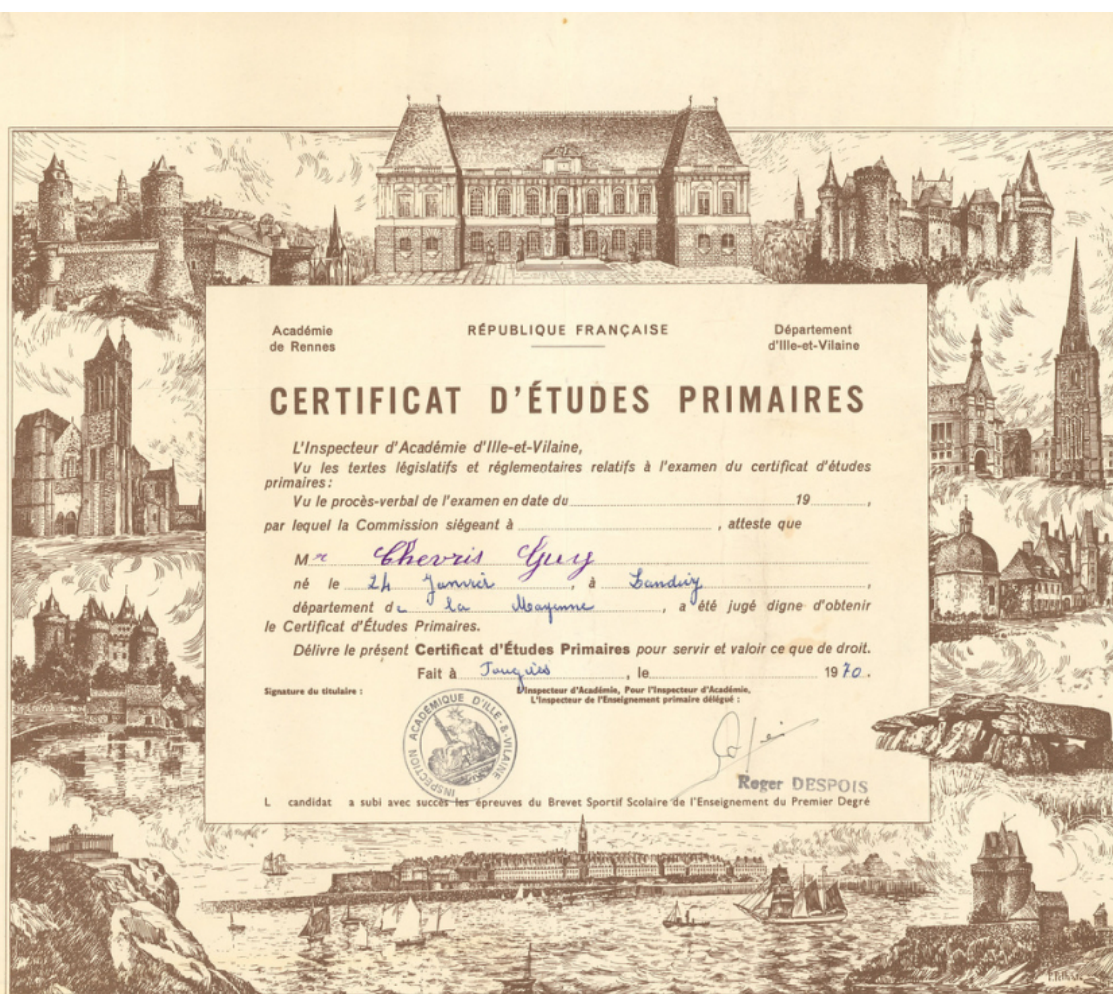 Académie
de Rennes
RÉPUBLIQUE FRANÇAISE
Département
d'Ille-et-Vilaine
CERTIFICAT D'ÉTUDES PRIMAIRES
L'Inspecteur d'Académie d'Ille-et-Vilaine,
Vu les textes législatifs et réglementaires relatifs à l'examen du certificat d'études
primaires :
Vu le procès-verbal de l'examen en date du 19 ,
par lequel la Commission siégeant à , atteste que
Mr Chevris Guy
né le 24 Janvier , à Landivy ,
département de la Mayenne , a été jugé digne d'obtenir
le Certificat d'Études Primaires.
Délivre le présent Certificat d'Études Primaires pour servir et valoir ce que de droit.
Fait à , le 1970.
Signature du titulaire :
L'Inspecteur d'Académie, Pour l'Inspecteur d'Académie,
L'Inspecteur de l'Enseignement primaire délégué :
INSPECTION ACADEMIQUE D'ILLE-&-VILAINE
Roger DESPOIS
L candidat a subi avec succès les épreuves du Brevet Sportif Scolaire de l'Enseignement du Premier Degré